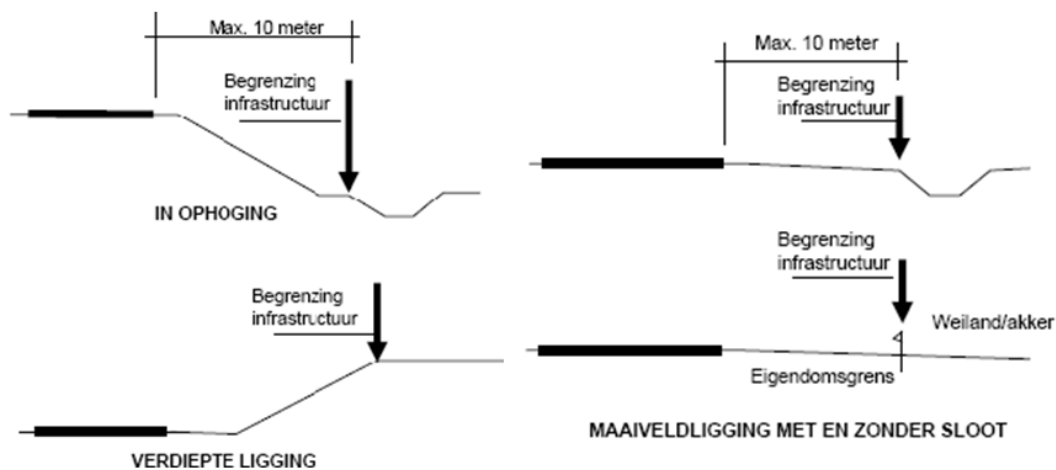 Max. 10 meter
Begrenzing
infrastructuur
IN OPHOGING
Begrenzing
infrastructuur
VERDIEPTE LIGGING
Max. 10 meter
Begrenzing
infrastructuur
Begrenzing
infrastructuur
Weiland/akker
Eigendomsgrens
MAAIVELDLIGGING MET EN ZONDER SLOOT